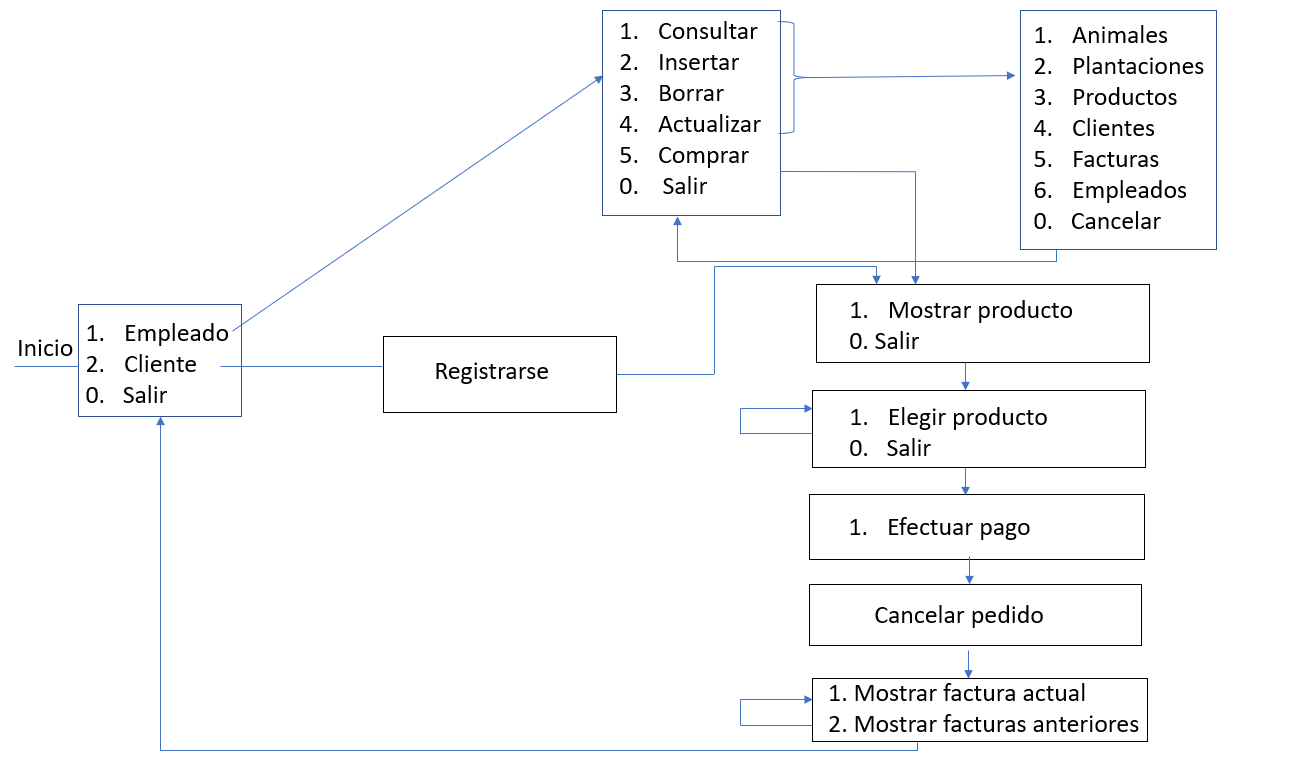 Inicio
1. Empleado
2. Cliente
0. Salir
Registrarse
1. Consultar
2. Insertar
3. Borrar
4. Actualizar
5. Comprar
0. Salir
1. Animales
2. Plantaciones
3. Productos
4. Clientes
5. Facturas
6. Empleados
0. Cancelar
1. Mostrar producto
0. Salir
1. Elegir producto
0. Salir
1. Efectuar pago
Cancelar pedido
1. Mostrar factura actual
2. Mostrar facturas anteriores